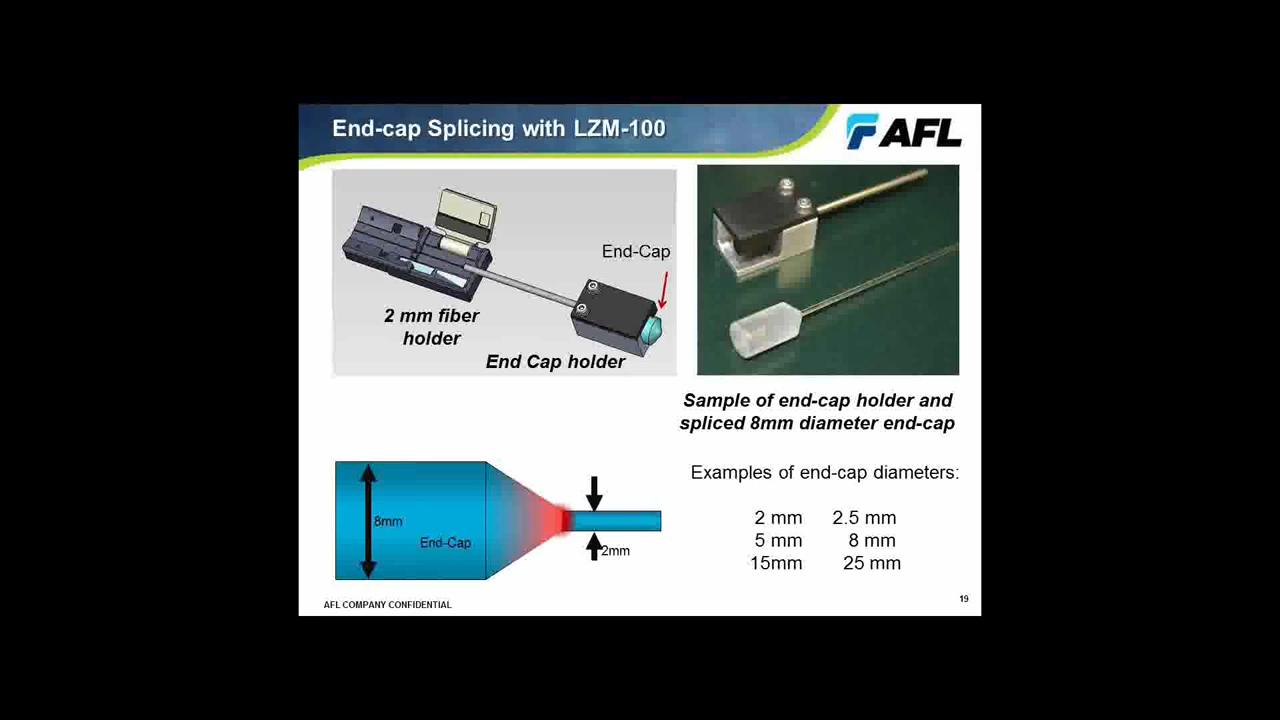 End-cap Splicing with LZM-100
AFL
End-Cap
2 mm fiber
holder
End Cap holder
Sample of end-cap holder and
spliced 8mm diameter end-cap
8mm
End-Cap
2mm
Examples of end-cap diameters:
2 mm 2.5 mm
5 mm 8 mm
15mm 25 mm
AFL COMPANY CONFIDENTIAL
19